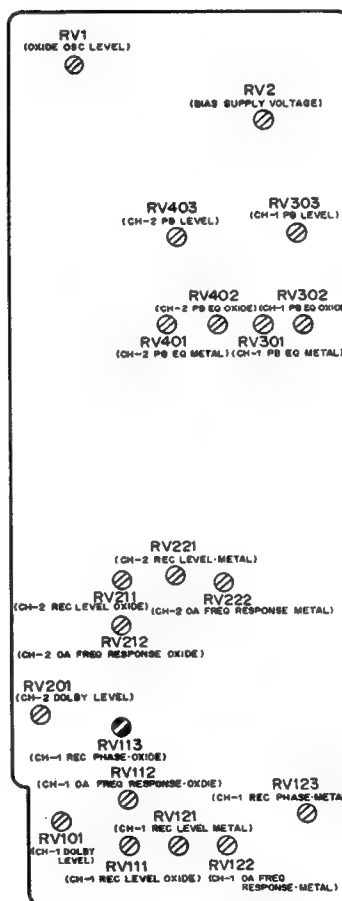 RV1
(OXIDE OSC LEVEL)
RV2
(BIAS SUPPLY VOLTAGE)
RV403
(CH-2 PB LEVEL)
RV303
(CH-1 PB LEVEL)
RV402
(CH-2 PB EQ OXIDE)
RV302
(CH-1 PB EQ OXIDE)
RV401
(CH-2 PB EQ METAL)
RV301
(CH-1 PB EQ METAL)
RV221
(CH-2 REC LEVEL-METAL)
RV211
(CH-2 REC LEVEL OXIDE)
RV222
(CH-2 OA FREQ RESPONSE METAL)
RV212
(CH-2 OA FREQ RESPONSE OXIDE)
RV201
(CH-2 DOLBY LEVEL)
RV113
(CH-1 REC PHASE-OXIDE)
RV112
(CH-1 OA FREQ RESPONSE-OXDIE)
RV123
(CH-1 REC PHASE-METAL
RV101
(CH-1 DOLBY
LEVEL)
RV121
(CH-1 REC LEVEL METAL)
RV111
(CH-1 REC LEVEL OXIDE)
RV122
(CH-1 OA FREQ
RESPONSE-METAL)